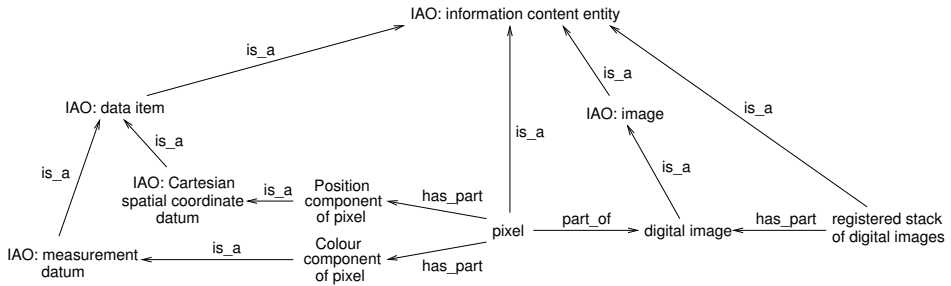 IAO: information content entity
is_a
is_a
is_a
is_a
is_a
IAO: data item
IAO: image
is_a
is_a
is_a
IAO: Cartesian
spatial coordinate
datum
is_a
Position
component
of pixel
has_part
pixel
part_of
digital image
has_part
registered stack
of digital images
IAO: measurement
datum
is_a
Colour
component
of pixel
has_part